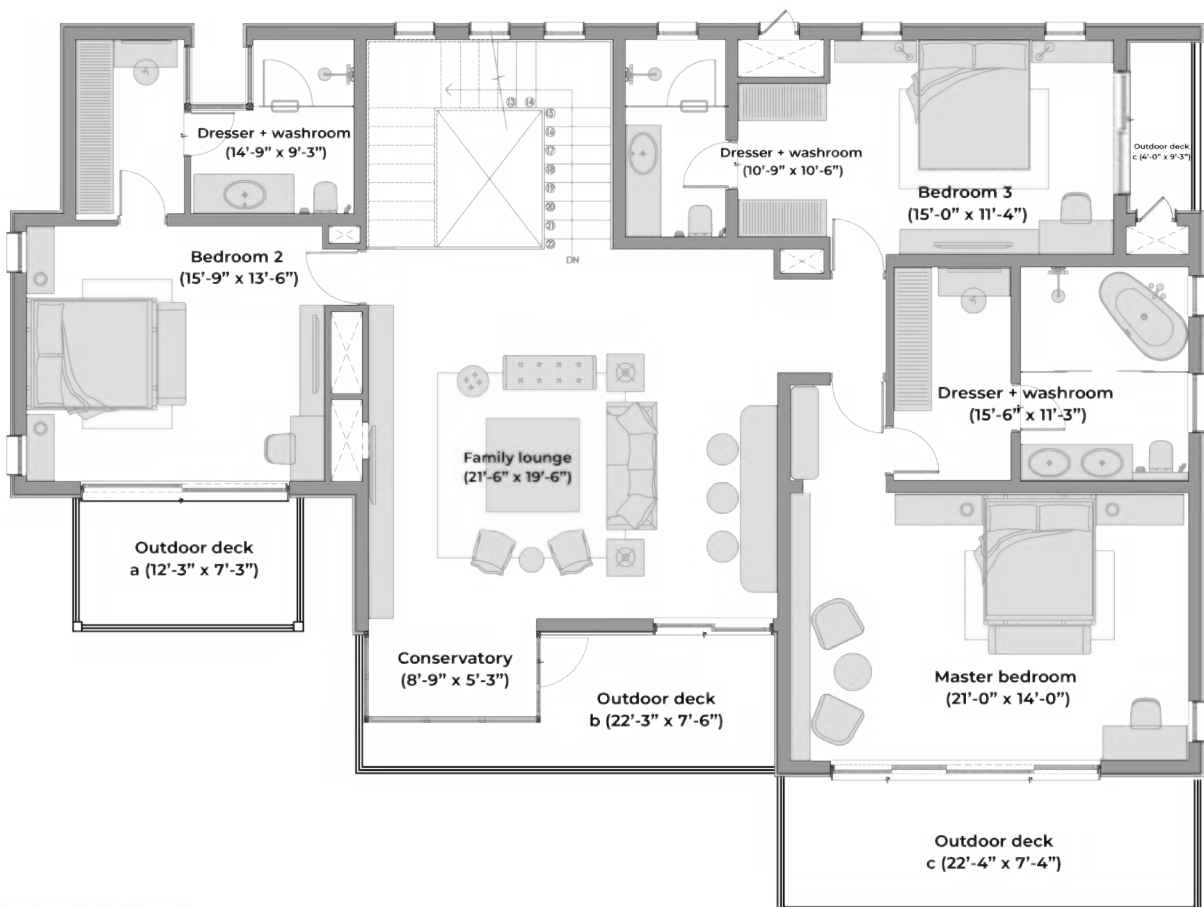 Dresser + washroom
(14’-9” x 9’-3”)
13
14
15
16
17
18
19
20
21
22
DN
Dresser + washroom
(10’-9” x 10’-6”)
Bedroom 3
(15’-0” x 11’-4”)
Outdoor deck
c (4’-0” x 9’-3”)
Bedroom 2
(15’-9” x 13’-6”)
Dresser + washroom
(15’-6” x 11’-3”)
Family lounge
(21’-6” x 19’-6”)
Outdoor deck
a (12’-3” x 7’-3”)
Conservatory
(8’-9” x 5’-3”)
Outdoor deck
b (22’-3” x 7’-6”)
Master bedroom
(21’-0” x 14’-0”)
Outdoor deck
c (22’-4” x 7’-4”)